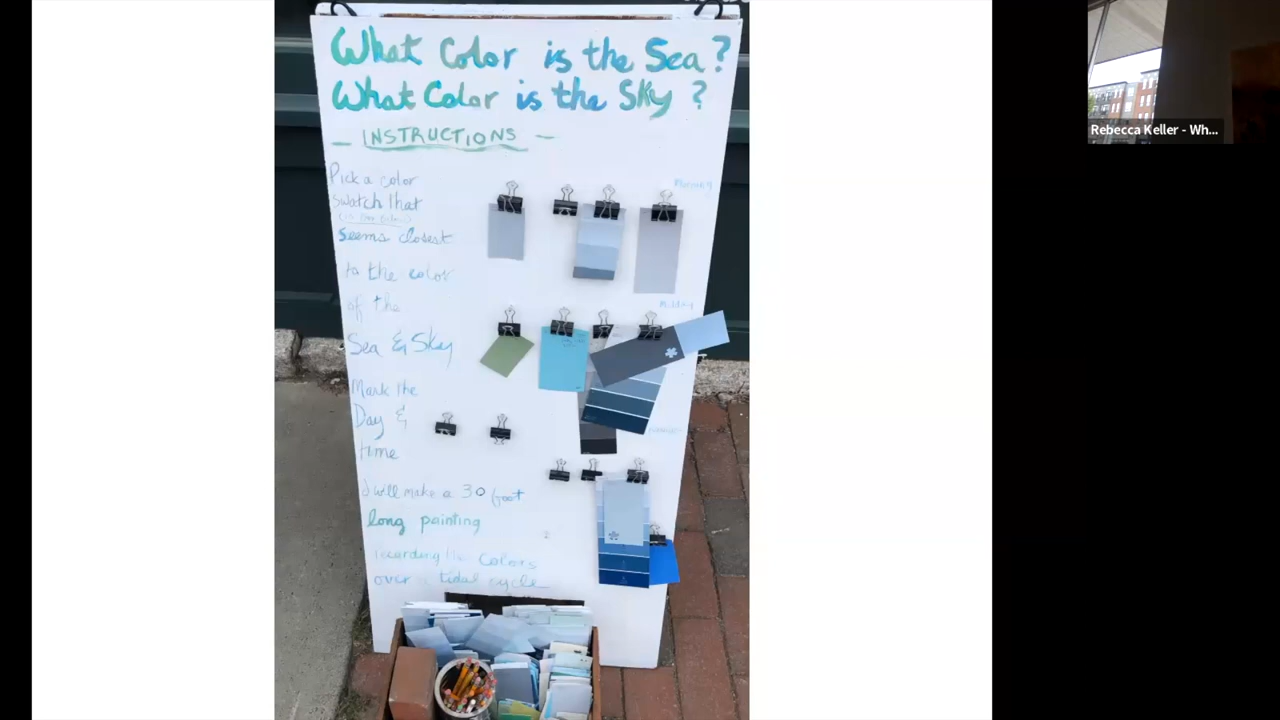 What Color is the Sea?
What Color is the Sky?
— INSTRUCTIONS —
Pick a color
swatch that
seems closest
to the color
of the
Sea & Sky
Mark the
Day &
time
I will make a 30 foot
long painting
recording the colors
over a tidal cycle
Morning
Midday
Rebecca Keller - Wh...